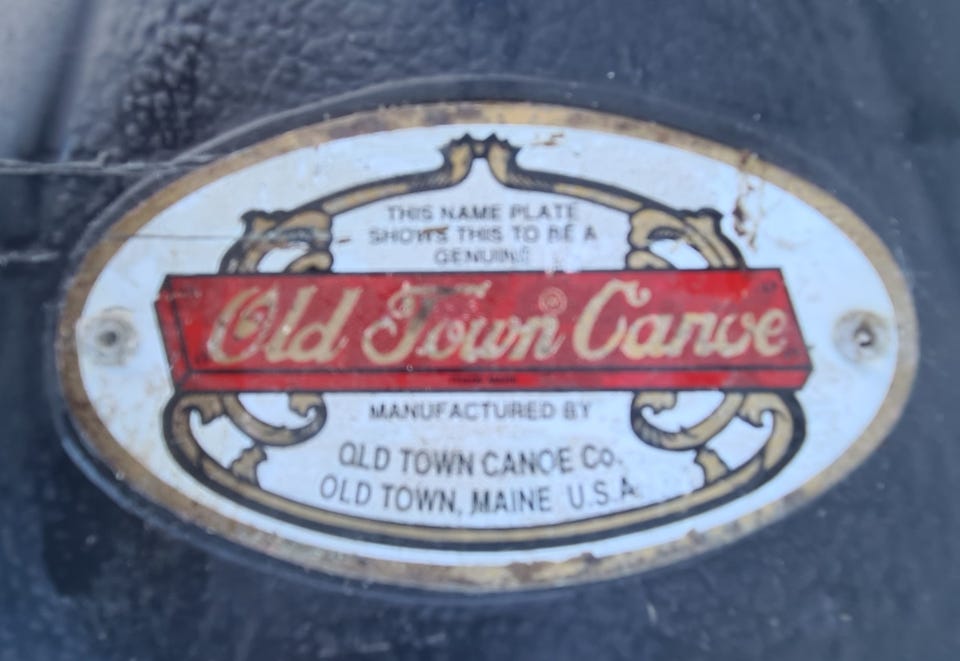 THIS NAME PLATE
SHOWS THIS TO BE A
GENUINE
Old Town Canoe
MANUFACTURED BY
OLD TOWN CANOE Co.
OLD TOWN, MAINE U.S.A.